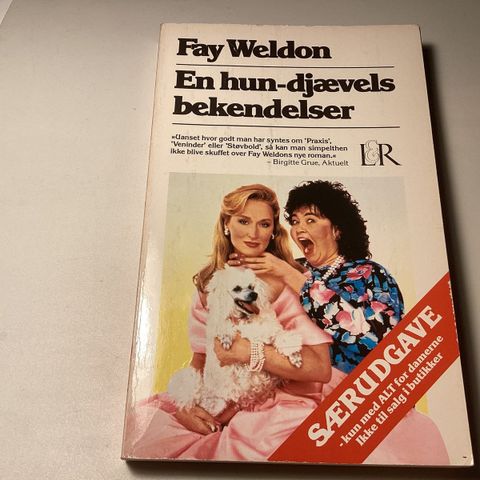 Fay Weldon
En hun-djævels
bekendelser
»Uanset hvor godt man har syntes om 'Praxis',
'Veninder' eller 'Støvbold', så kan man simpelthen
ikke blive skuffet over Fay Weldons nye roman.«
– Birgitte Grue, Aktuelt
L&R
SÆRUDGAVE
- kun med ALT for damerne
Ikke til salg i butikker